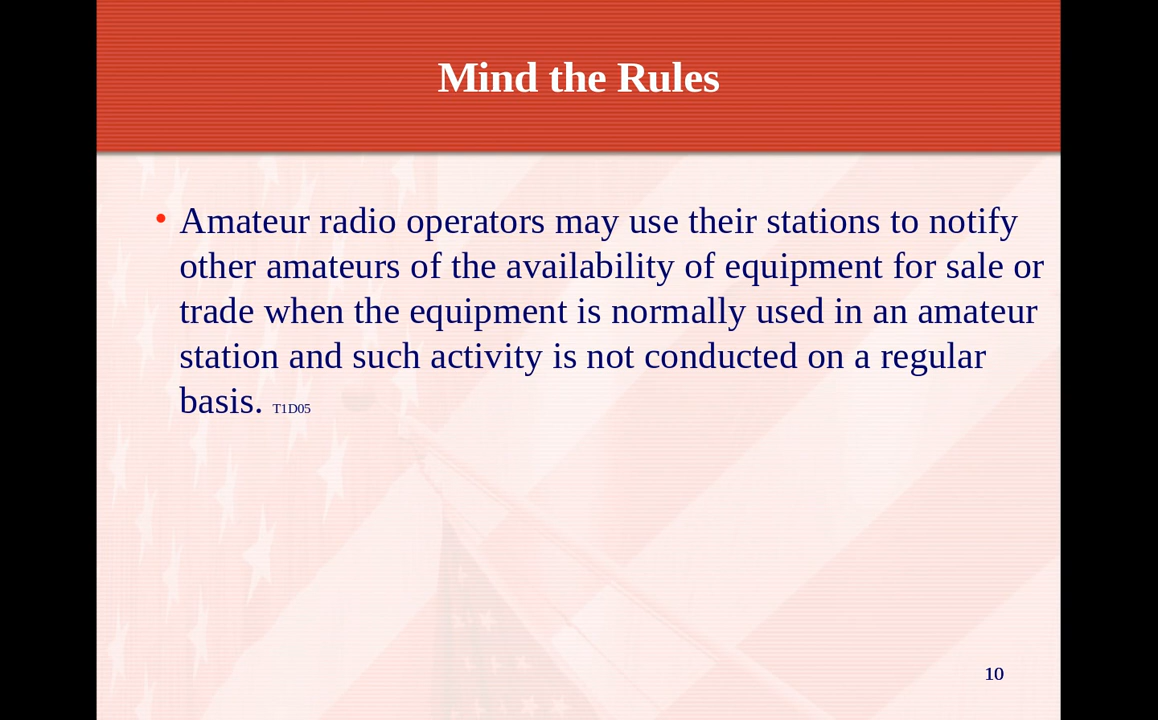 Mind the Rules
• Amateur radio operators may use their stations to notify
other amateurs of the availability of equipment for sale or
trade when the equipment is normally used in an amateur
station and such activity is not conducted on a regular
basis. T1D05
10